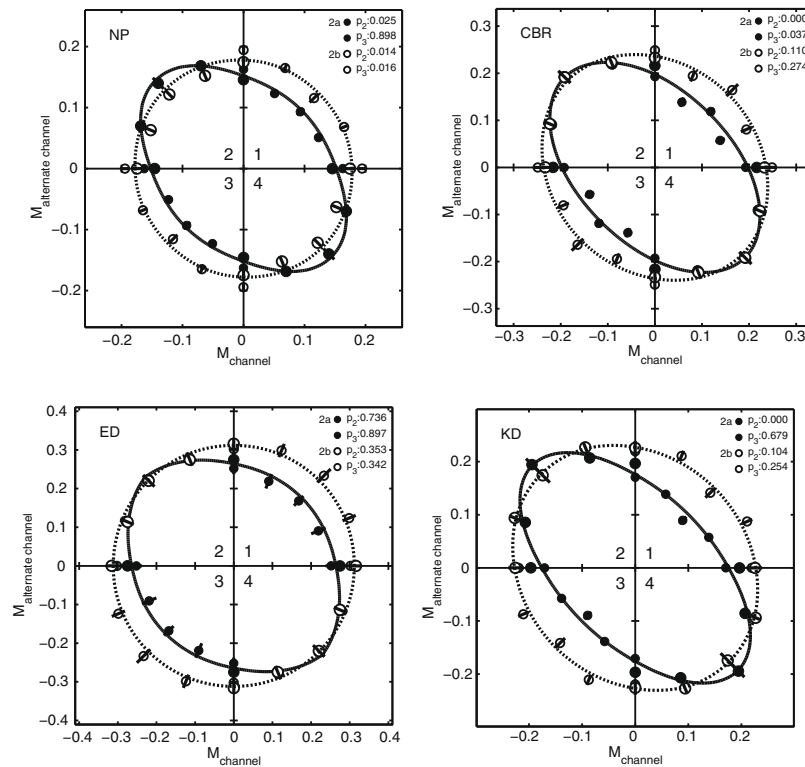 NP
2a ● p2:0.025
● p3:0.898
2b ○ p2:0.014
○ p3:0.016
0.2
0.1
0
−0.1
−0.2
2 1
3 4
−0.2 −0.1 0 0.1 0.2
M alternate channel
M channel
CBR
2a ● p2:0.000
● p3:0.037
2b ○ p2:0.110
○ p3:0.274
0.3
0.2
0.1
0
−0.1
−0.2
−0.3
2 1
3 4
−0.3 −0.2 −0.1 0 0.1 0.2 0.3
M alternate channel
M channel
ED
2a ● p2:0.736
● p3:0.897
2b ○ p2:0.353
○ p3:0.342
0.4
0.3
0.2
0.1
0
−0.1
−0.2
−0.3
−0.4
2 1
3 4
−0.4 −0.3 −0.2 −0.1 0 0.1 0.2 0.3 0.4
M alternate channel
M channel
KD
2a ● p2:0.000
● p3:0.679
2b ○ p2:0.104
○ p3:0.254
0.2
0.1
0
−0.1
−0.2
2 1
3 4
−0.2 −0.1 0 0.1 0.2
M alternate channel
M channel